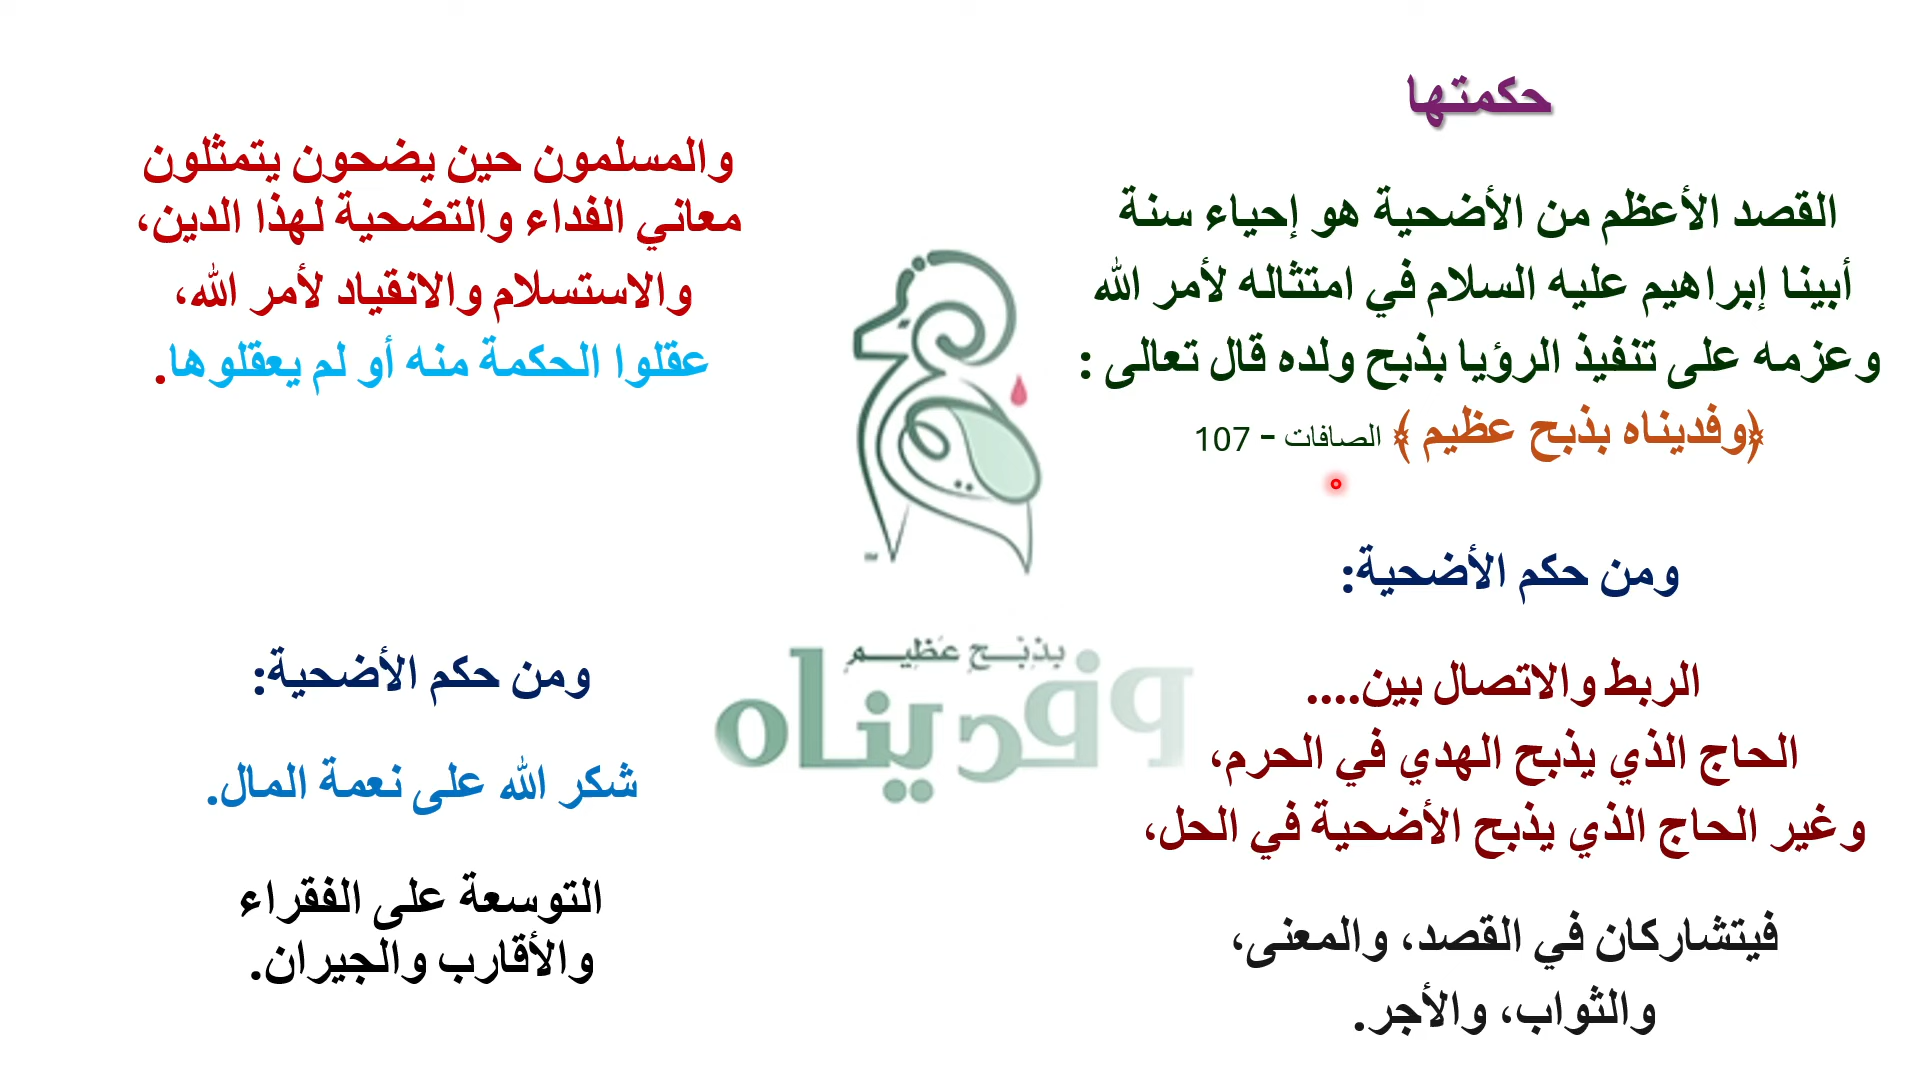 حكمتها
القصد الأعظم من الأضحية هو إحياء سنة
أبينا إبراهيم عليه السلام في امتثاله لأمر الله
وعزمه على تنفيذ الرؤيا بذبح ولده قال تعالى :
﴿وفديناه بذبح عظيم ﴾ الصافات - 107
ومن حكم الأضحية:
الربط والاتصال بين....
الحاج الذي يذبح الهدي في الحرم،
وغير الحاج الذي يذبح الأضحية في الحل،
فيتشاركان في القصد، والمعنى،
والثواب، والأجر.
والمسلمون حين يضحون يتمثلون
معاني الفداء والتضحية لهذا الدين،
والاستسلام والانقياد لأمر الله،
عقلوا الحكمة منه أو لم يعقلوها.
ومن حكم الأضحية:
شكر الله على نعمة المال.
التوسعة على الفقراء
والأقارب والجيران.
وفديناه
بذبح عظيم